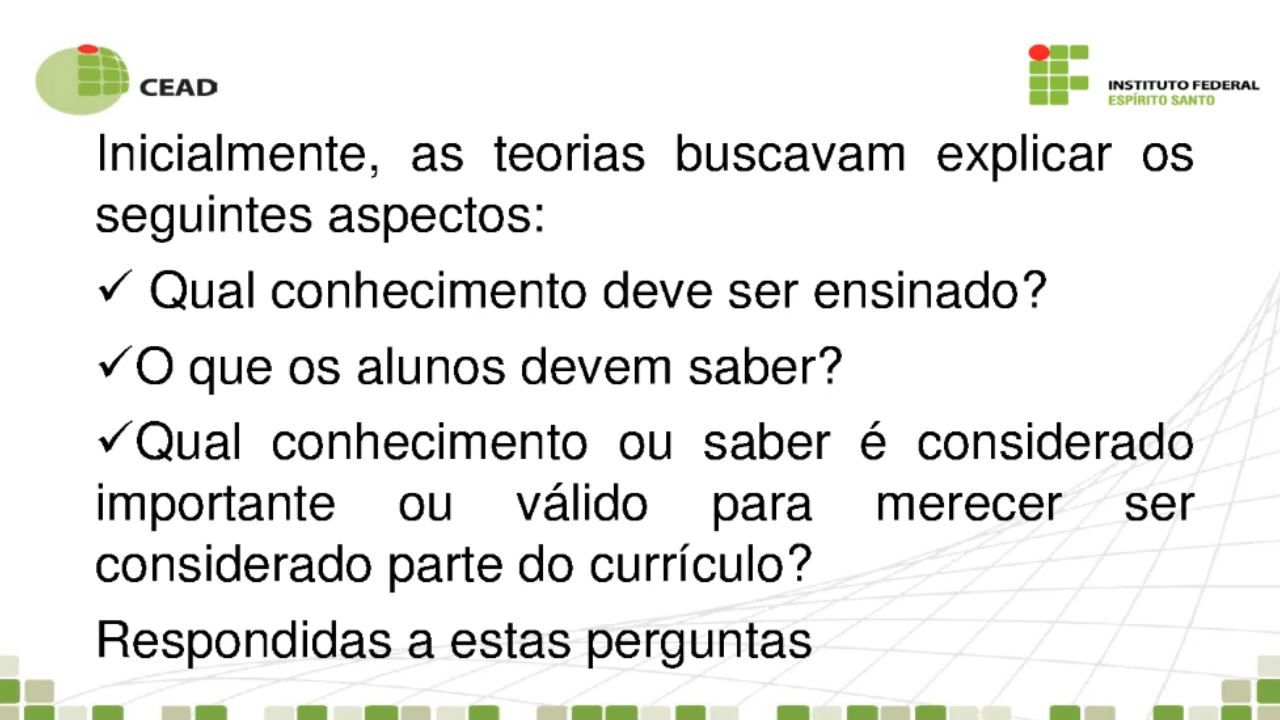 CEAD
INSTITUTO FEDERAL
ESPÍRITO SANTO
Inicialmente, as teorias buscavam explicar os
seguintes aspectos:
✓ Qual conhecimento deve ser ensinado?
✓O que os alunos devem saber?
✓Qual conhecimento ou saber é considerado
importante ou válido para merecer ser
considerado parte do currículo?
Respondidas a estas perguntas